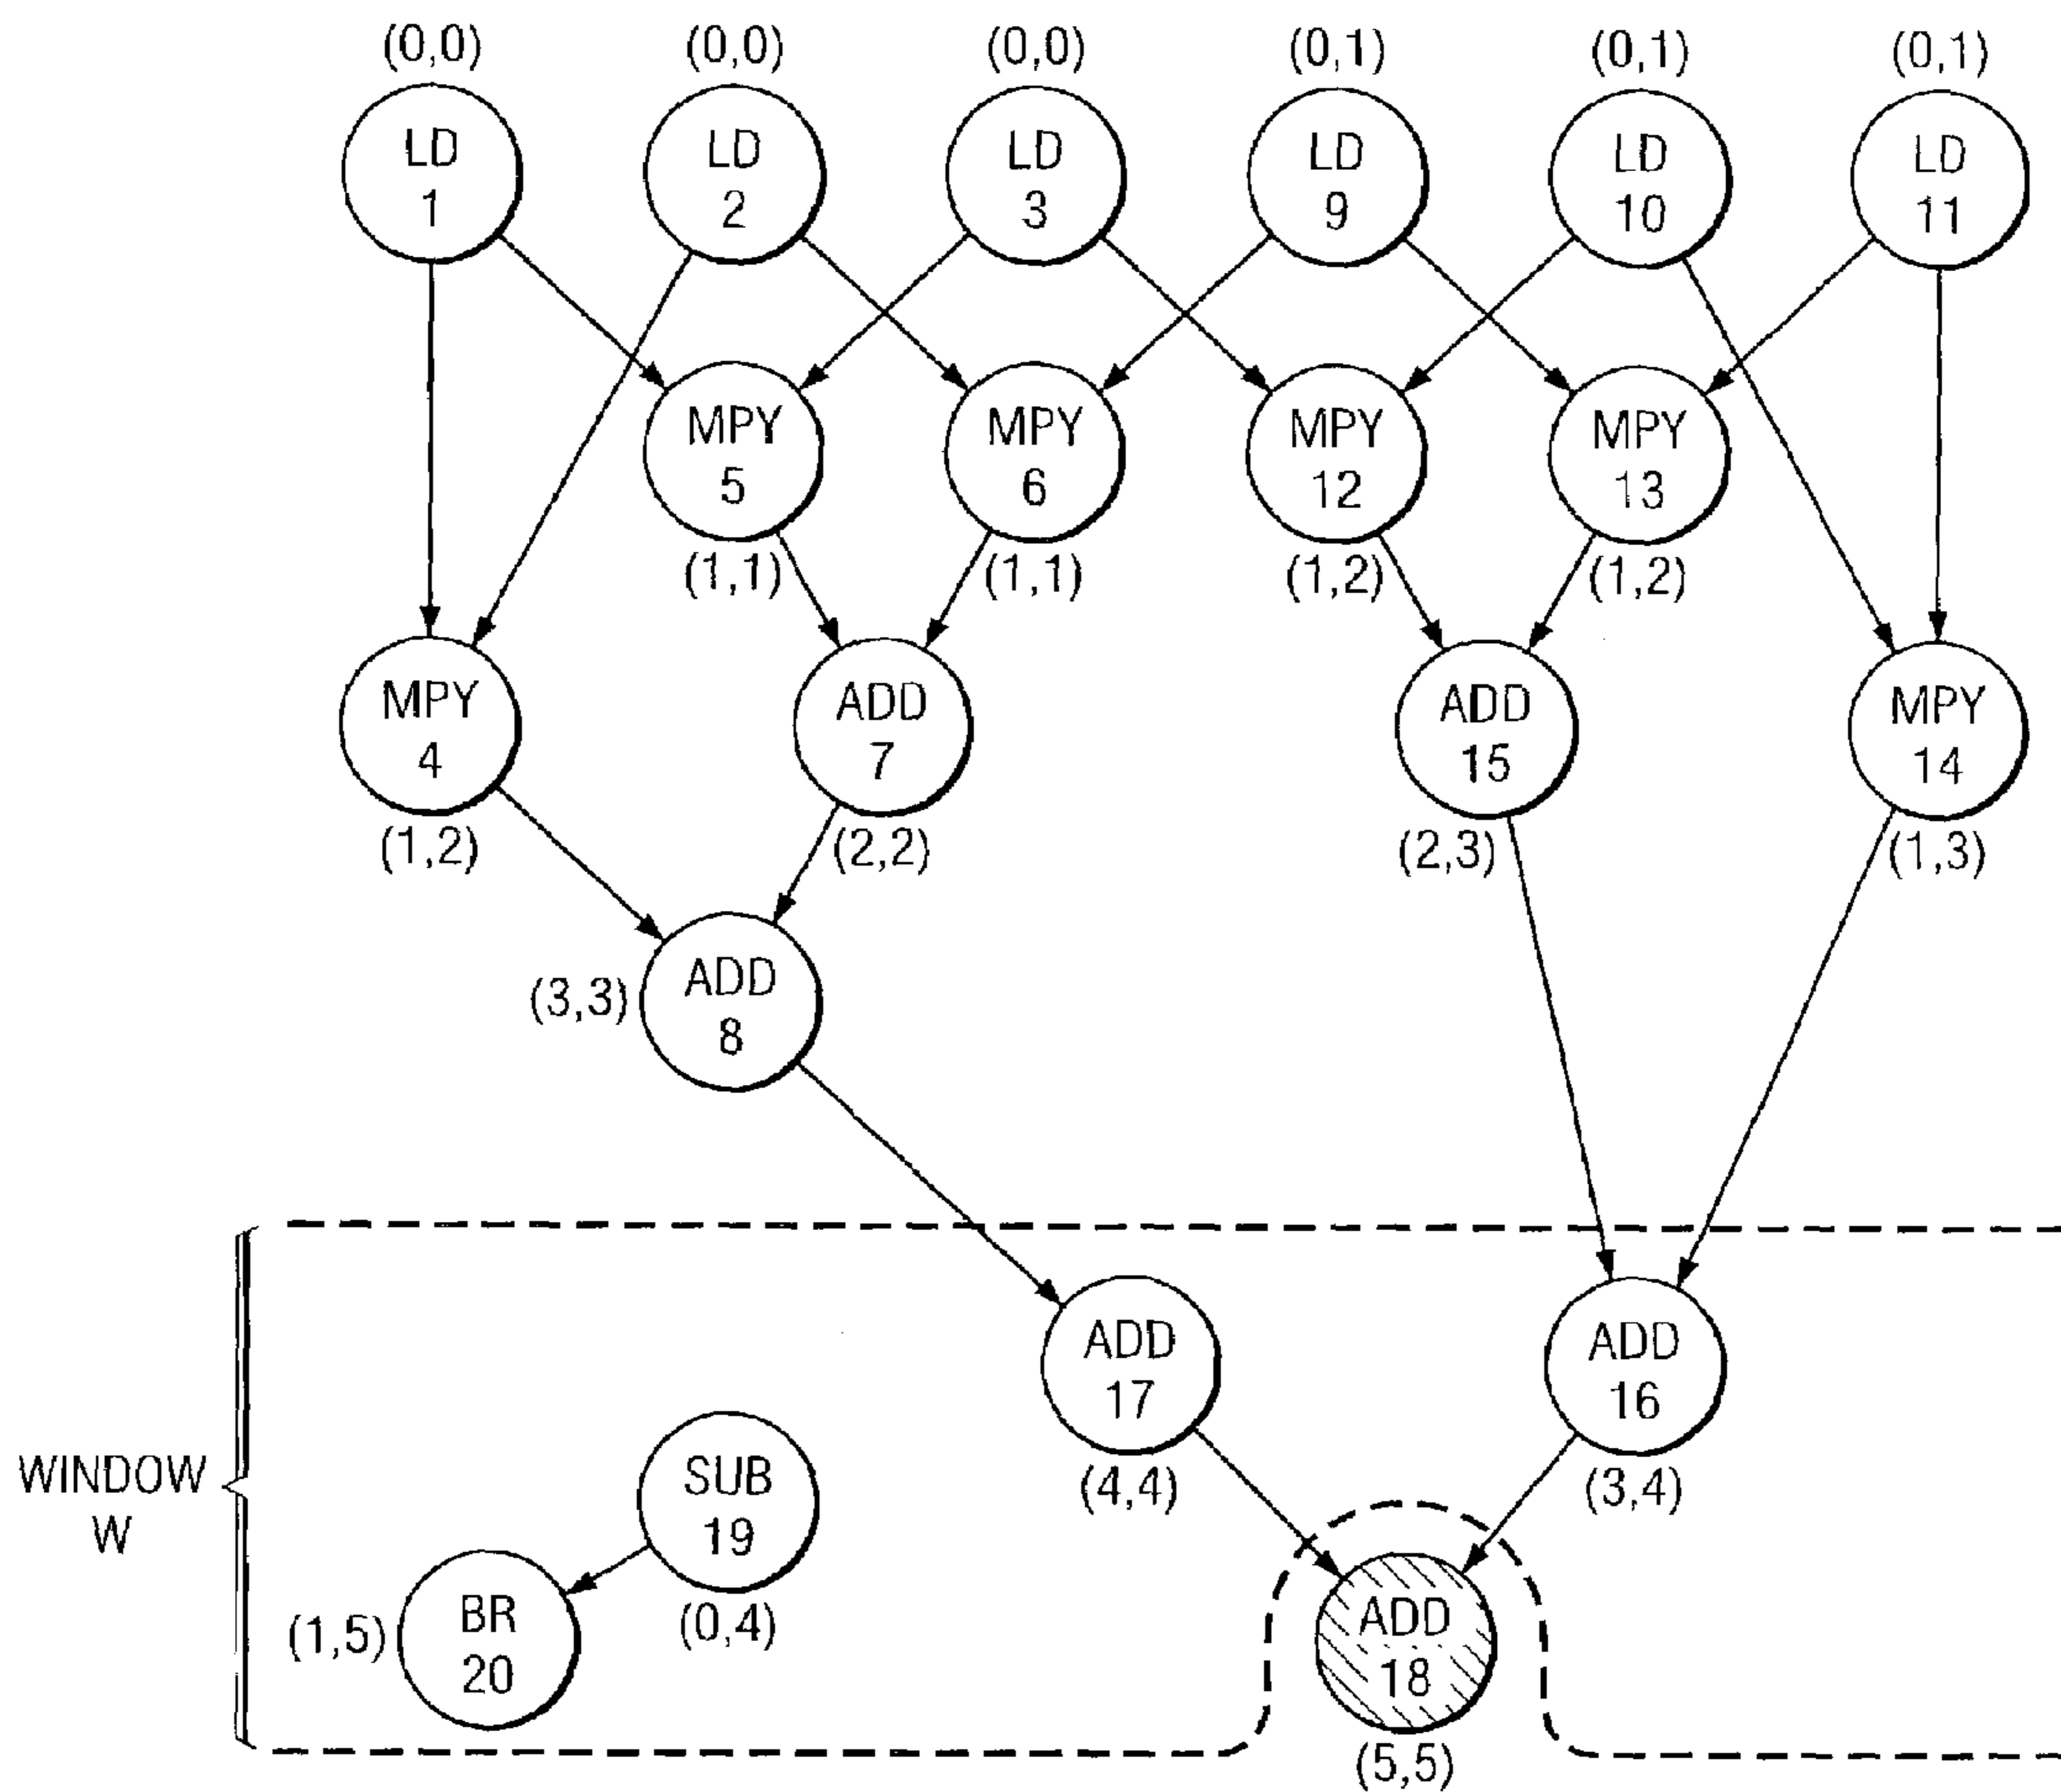 (0,0) (0,0) (0,0) (0,1) (0,1) (0,1)
LD LD LD LD LD LD
1 2 3 9 10 11
MPY MPY MPY MPY
5 6 12 13
(1,1) (1,1) (1,2) (1,2)
MPY ADD ADD MPY
4 7 15 14
(1,2) (2,2) (2,3) (1,3)
ADD
(3,3)
8
ADD ADD
17 16
(4,4) (3,4)
WINDOW
W
SUB
19
(0,4)
BR
(1,5)
20
ADD
18
(5,5)